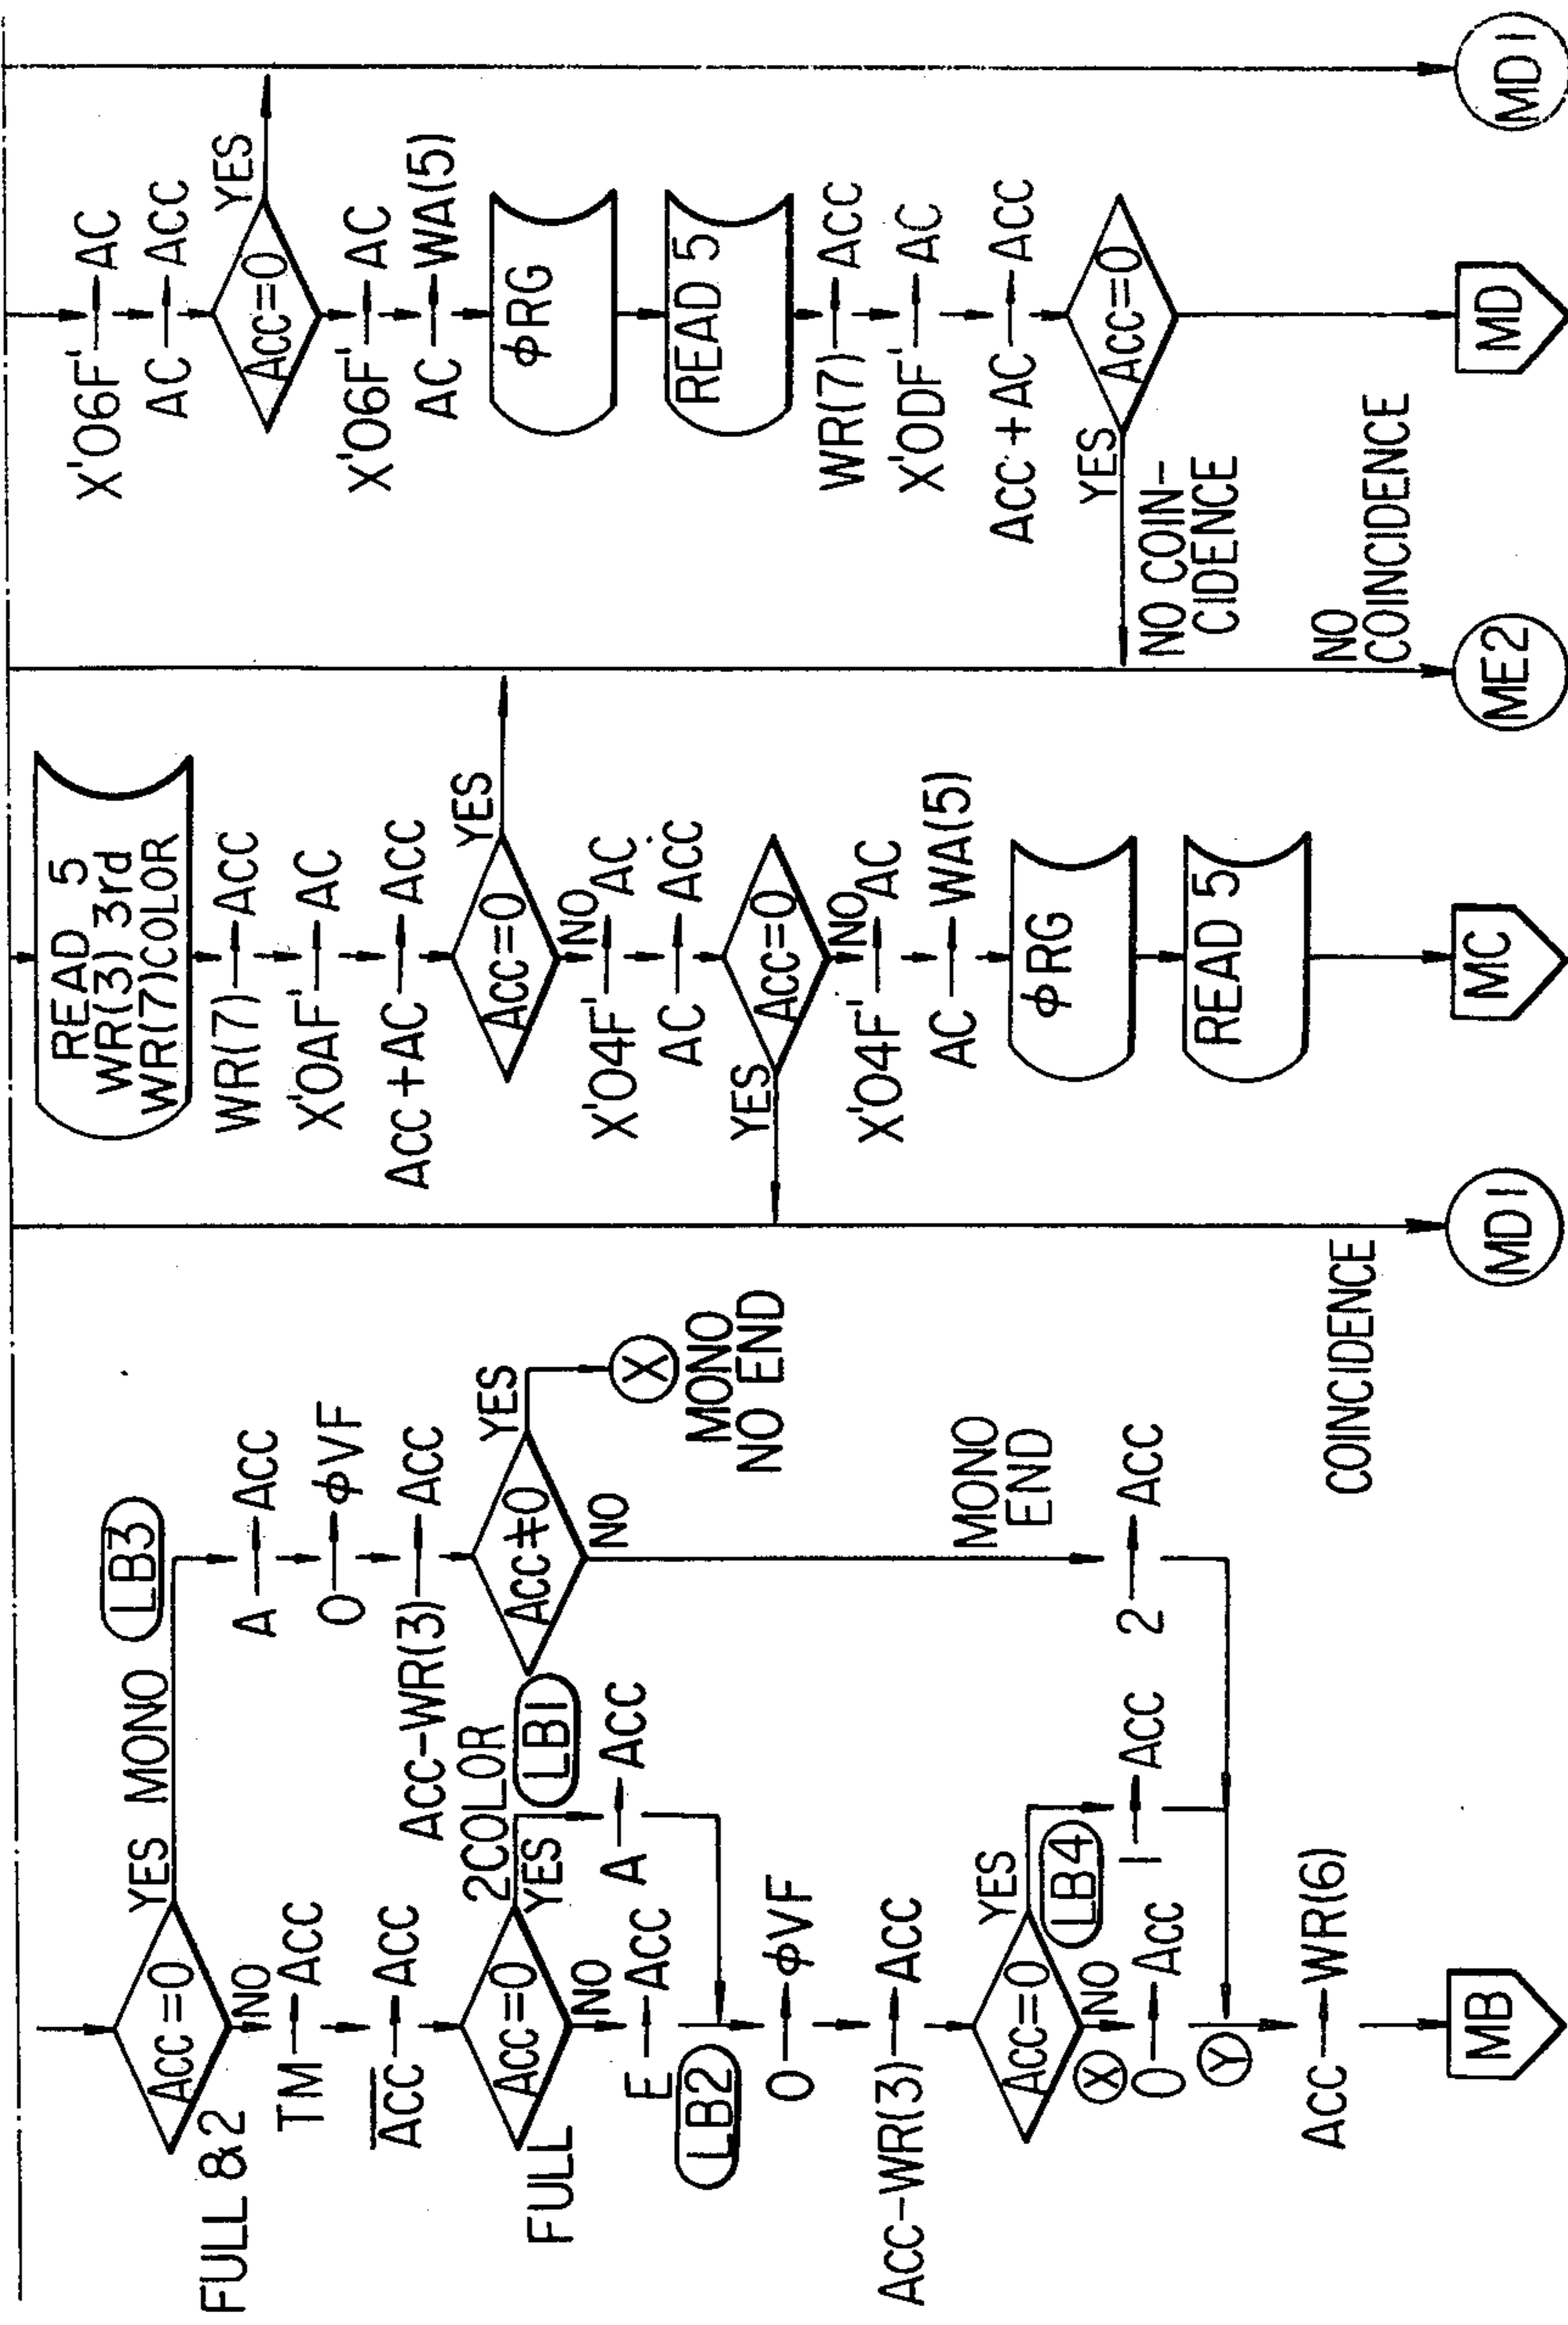 ACC=0
YES MONO
LB3
FULL &2
NO
TM → ACC
A̅C̅C̅ → ACC
ACC=0
2COLOR
YES
LB1
FULL
NO
E → ACC
A → ACC
LB2
0 → φVF
ACC-WR(3) → ACC
ACC=0
YES
LB4
X
NO
0 → ACC
1 → ACC
Y
ACC → WR(6)
MB
A → ACC
0 → φVF
ACC-WR(3) → ACC
ACC≠0
YES
X
MONO
NO END
NO
MONO
END
2 → ACC
COINCIDENCE
MD1
READ 5
WR(3) 3rd
WR(7)COLOR
WR(7) → ACC
X'0AF' → AC
ACC+AC → ACC
ACC=0
YES
NO
X'04F' → AC
AC → ACC
ACC=0
YES
NO
X'04F' → AC
AC → WA(5)
φRG
READ 5
MC
NO
COINCIDENCE
ME2
X'06F' → AC
AC → ACC
ACC=0
YES
X'06F' → AC
AC → WA(5)
φRG
READ 5
WR(7) → ACC
X'0DF' → AC
ACC+AC → ACC
ACC=0
YES
NO COIN-
CIDENCE
MD
MD1